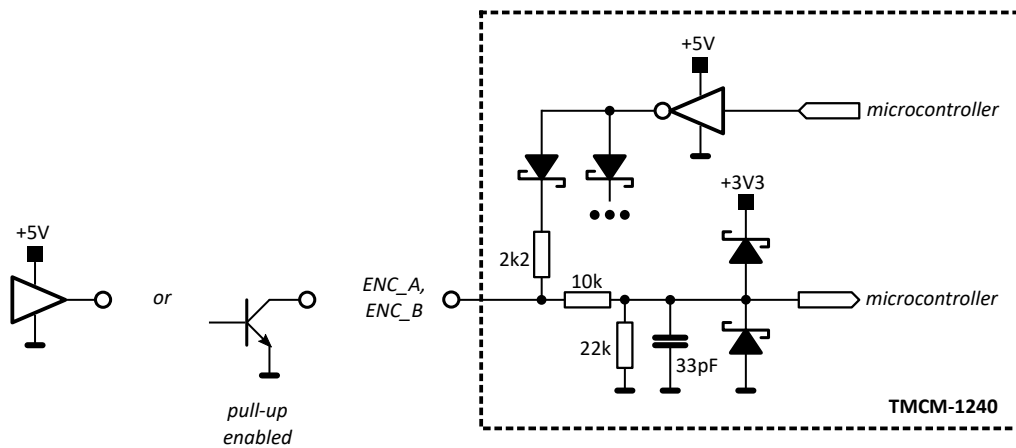 +5V
microcontroller
+3V3
+5V
2k2
or
ENC_A,
ENC_B
10k
microcontroller
22k
33pF
pull-up
enabled
TMCM-1240